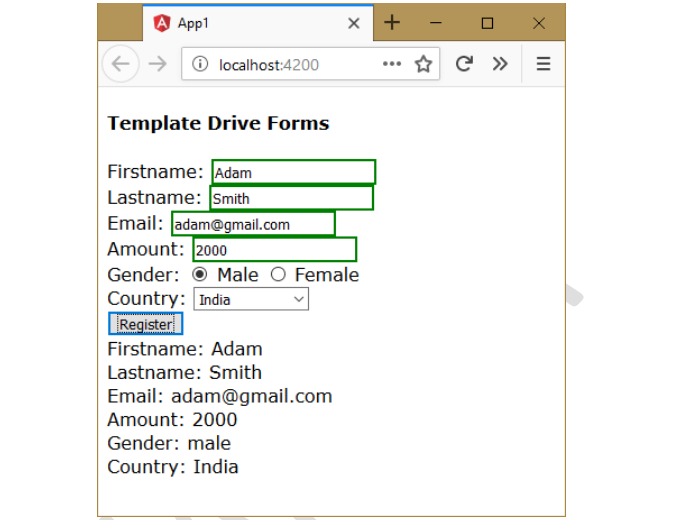 App1
localhost:4200
Template Drive Forms
Firstname: Adam
Lastname: Smith
Email: adam@gmail.com
Amount: 2000
Gender: Male Female
Country: India
Register
Firstname: Adam
Lastname: Smith
Email: adam@gmail.com
Amount: 2000
Gender: male
Country: India